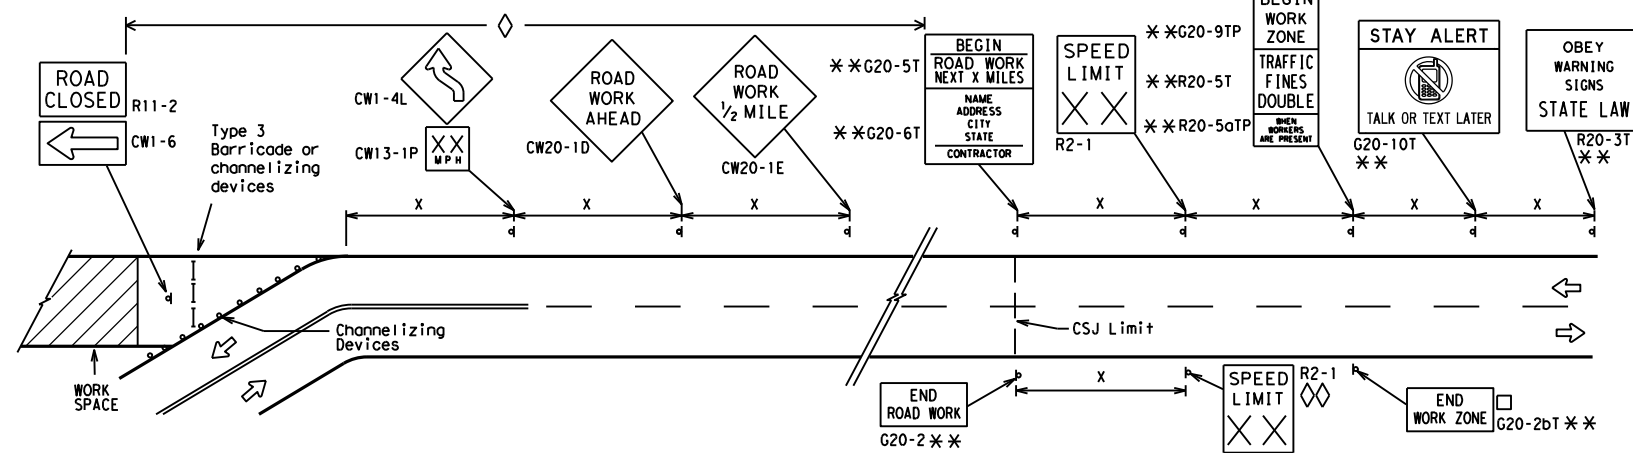 ROAD
CLOSED
R11-2
CW1-6
Type 3
Barricade or
channelizing
devices
CW1-4L
XX
MPH
CW13-1P
ROAD
WORK
AHEAD
CW20-1D
ROAD
WORK
1/2 MILE
CW20-1E
**G20-5T
**G20-6T
BEGIN
ROAD WORK
NEXT X MILES
NAME
ADDRESS
CITY
STATE
CONTRACTOR
SPEED
LIMIT
XX
R2-1
**G20-9TP
**R20-5T
**R20-5aTP
BEGIN
WORK
ZONE
TRAFFIC
FINES
DOUBLE
WHEN
WORKERS
ARE PRESENT
STAY ALERT
TALK OR TEXT LATER
G20-10T
**
OBEY
WARNING
SIGNS
STATE LAW
R20-3T
**
X
X
X
X
X
X
X
Channelizing
Devices
WORK
SPACE
CSJ Limit
END
ROAD WORK
G20-2 **
X
SPEED
LIMIT
XX
R2-1
◇◇
END
WORK ZONE
G20-2bT **